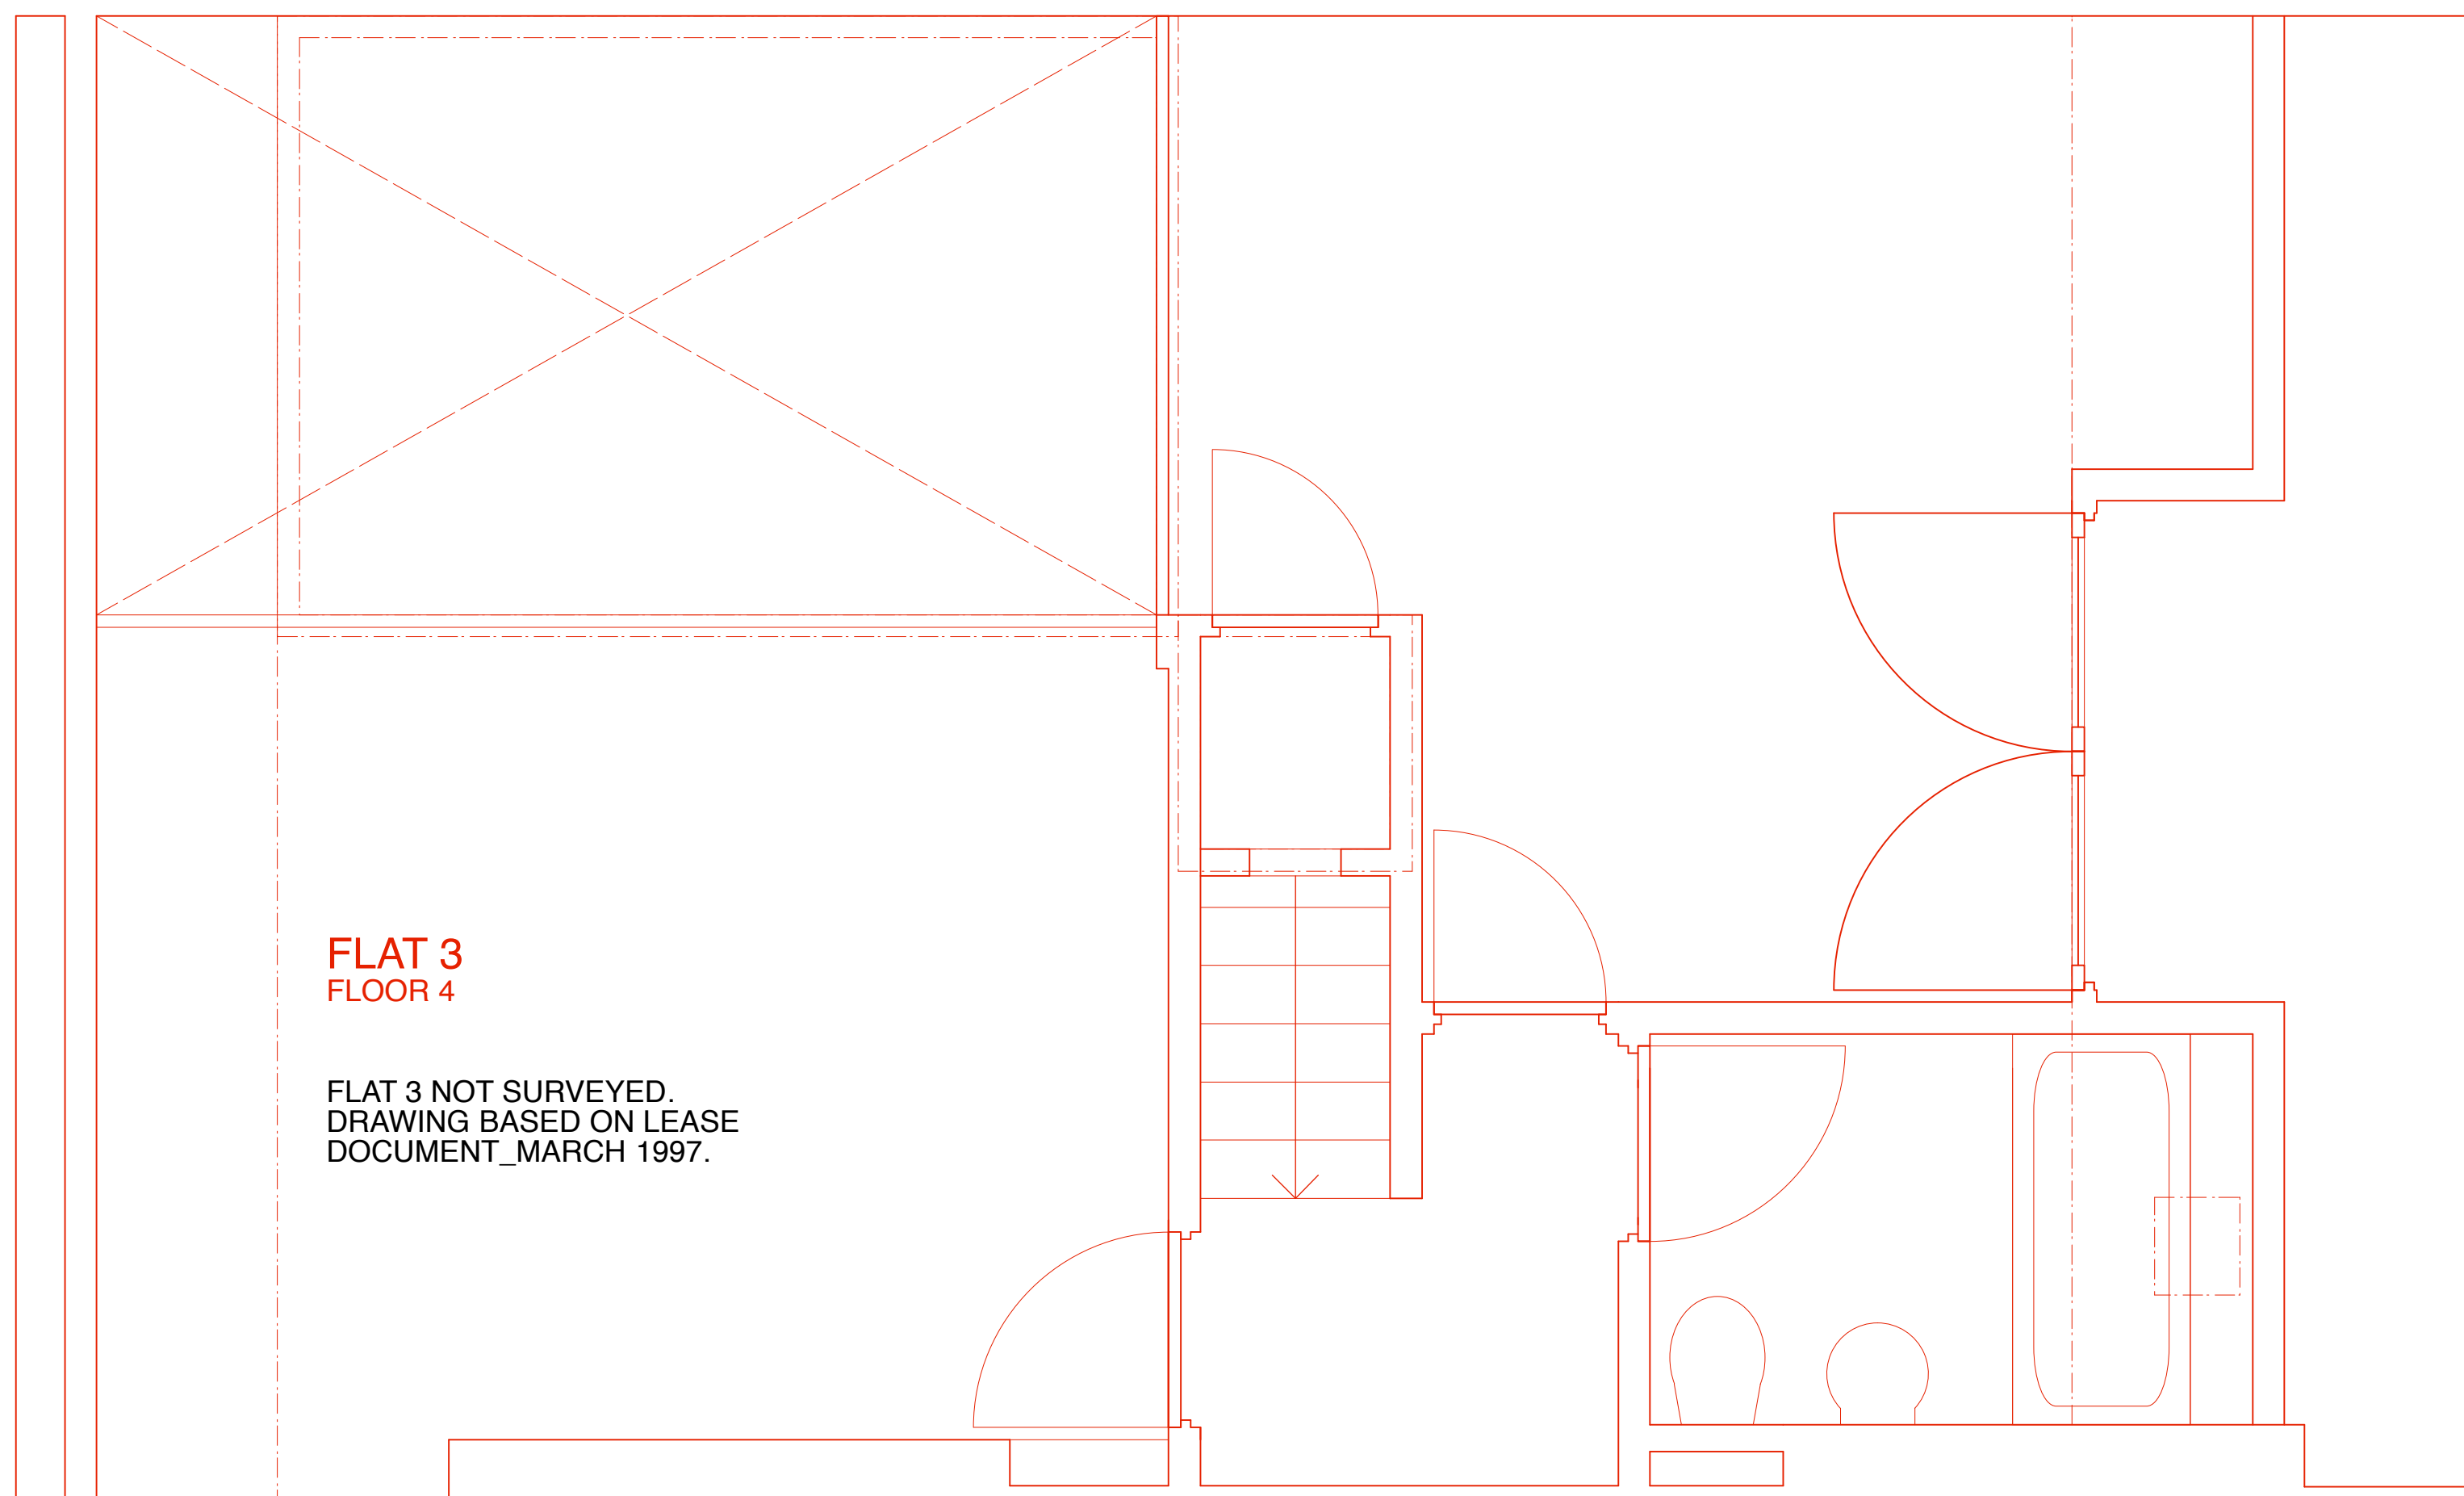 FLAT 3
FLOOR 4
FLAT 3 NOT SURVEYED.
DRAWING BASED ON LEASE
DOCUMENT_MARCH 1997.